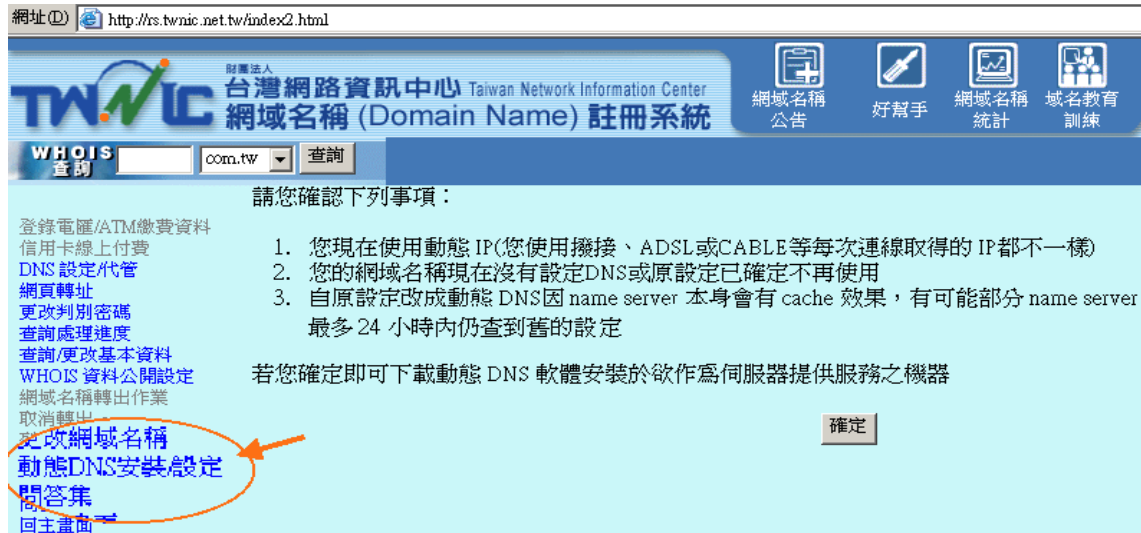 網址(D) http://rs.twnic.net.tw/index2.html
TWNIC
財團法人
台灣網路資訊中心 Taiwan Network Information Center
網域名稱 (Domain Name) 註冊系統
網域名稱公告
好幫手
網域名稱統計
域名教育訓練
WHOIS
查詢
com.tw
查詢
登錄電匯/ATM繳費資料
信用卡線上付費
DNS 設定/代管
網頁轉址
更改判別密碼
查詢處理進度
查詢/更改基本資料
WHOIS 資料公開設定
網域名稱轉出作業
取消轉出
更改網域名稱
動態DNS安裝/設定
問答集
回主畫面
請您確認下列事項：
1. 您現在使用動態 IP(您使用撥接、ADSL或CABLE等每次連線取得的 IP都不一樣)
2. 您的網域名稱現在沒有設定DNS或原設定已確定不再使用
3. 自原設定改成動態 DNS因 name server 本身會有 cache 效果，有可能部分 name server
最多 24 小時內仍查到舊的設定
若您確定即可下載動態 DNS 軟體安裝於欲作為伺服器提供服務之機器
確定